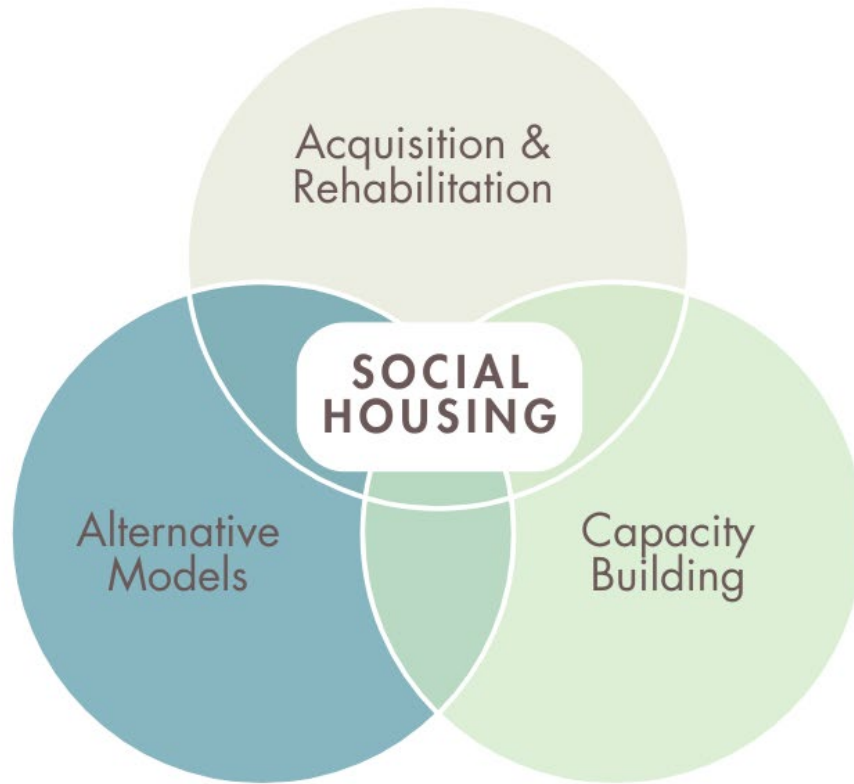 Acquisition &
Rehabilitation
SOCIAL
HOUSING
Alternative
Models
Capacity
Building